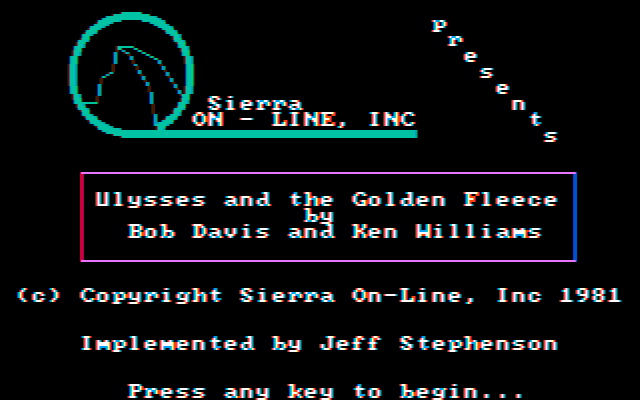 Presents
Sierra
ON - LINE, INC
Ulysses and the Golden Fleece
by
Bob Davis and Ken Williams
(c) Copyright Sierra On-Line, Inc 1981
Implemented by Jeff Stephenson
Press any key to begin...